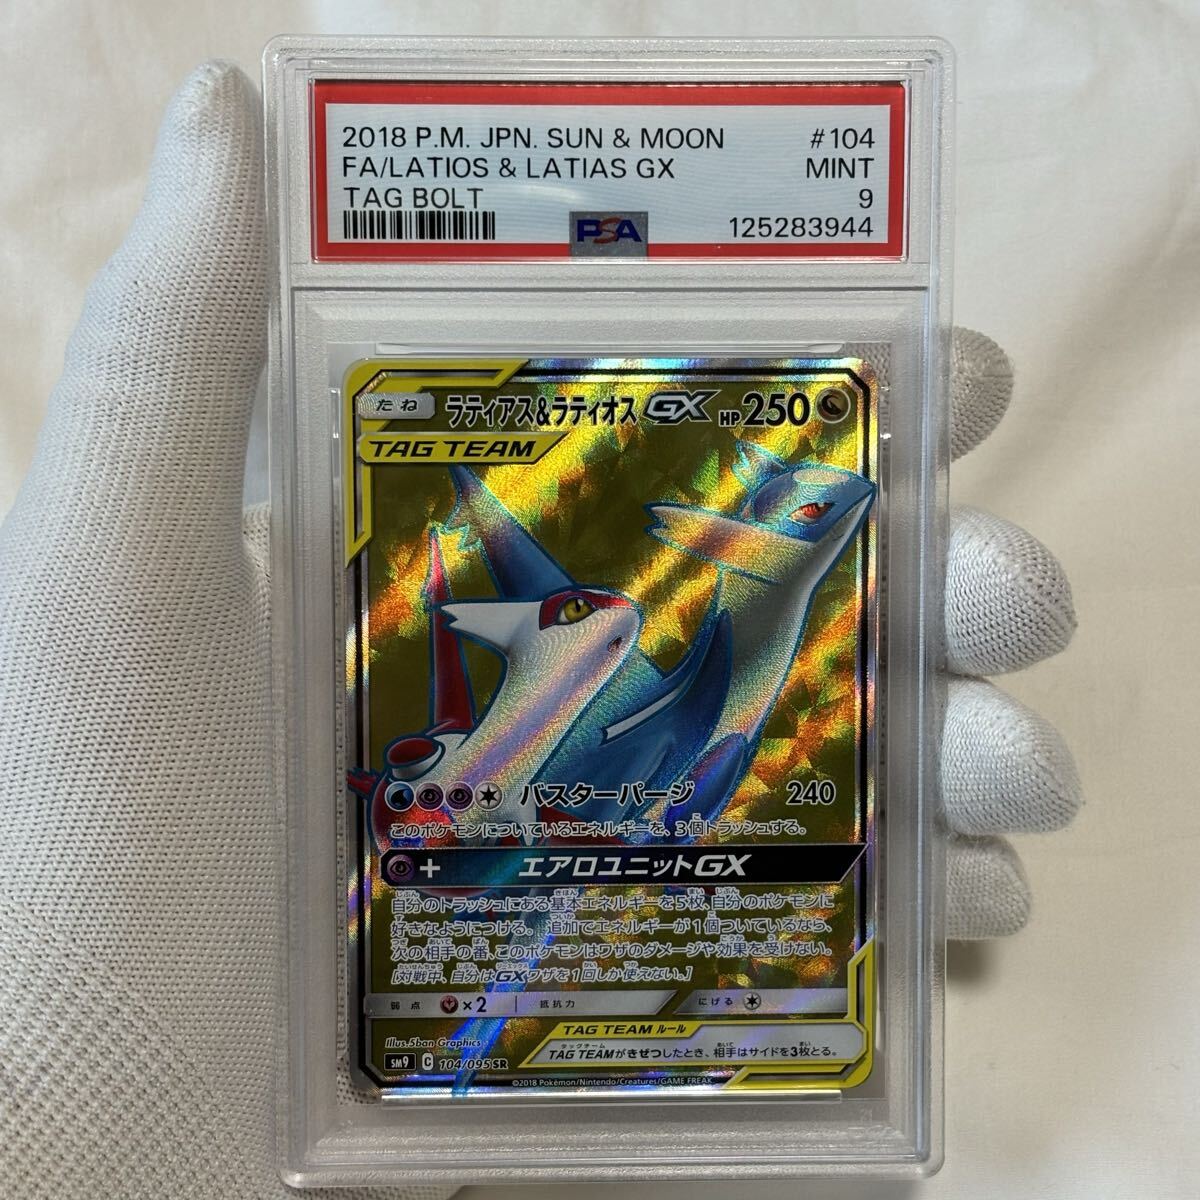 2018 P.M. JPN. SUN & MOON #104
FA/LATIOS & LATIAS GX MINT
TAG BOLT 9
PSA 125283944
たね ラティアス&ラティオスGX HP250
TAG TEAM
バスターパージ 240
このポケモンについているエネルギーを、3個トラッシュする。
+ エアロユニットGX
自分のトラッシュにある基本エネルギーを5枚、自分のポケモンに
好きなようにつける。追加でエネルギーが1個ついているなら、
次の相手の番、このポケモンはワザのダメージや効果を受けない。
[対戦中、自分はGXワザを1回しか使えない。]
弱点 ×2 抵抗力 にげる
TAG TEAM ルール
TAG TEAMがきぜつしたとき、相手はサイドを3枚とる。
Illus. 5ban Graphics
SM9 C 104/095 SR
©2018 Pokémon/Nintendo/Creatures/GAME FREAK.